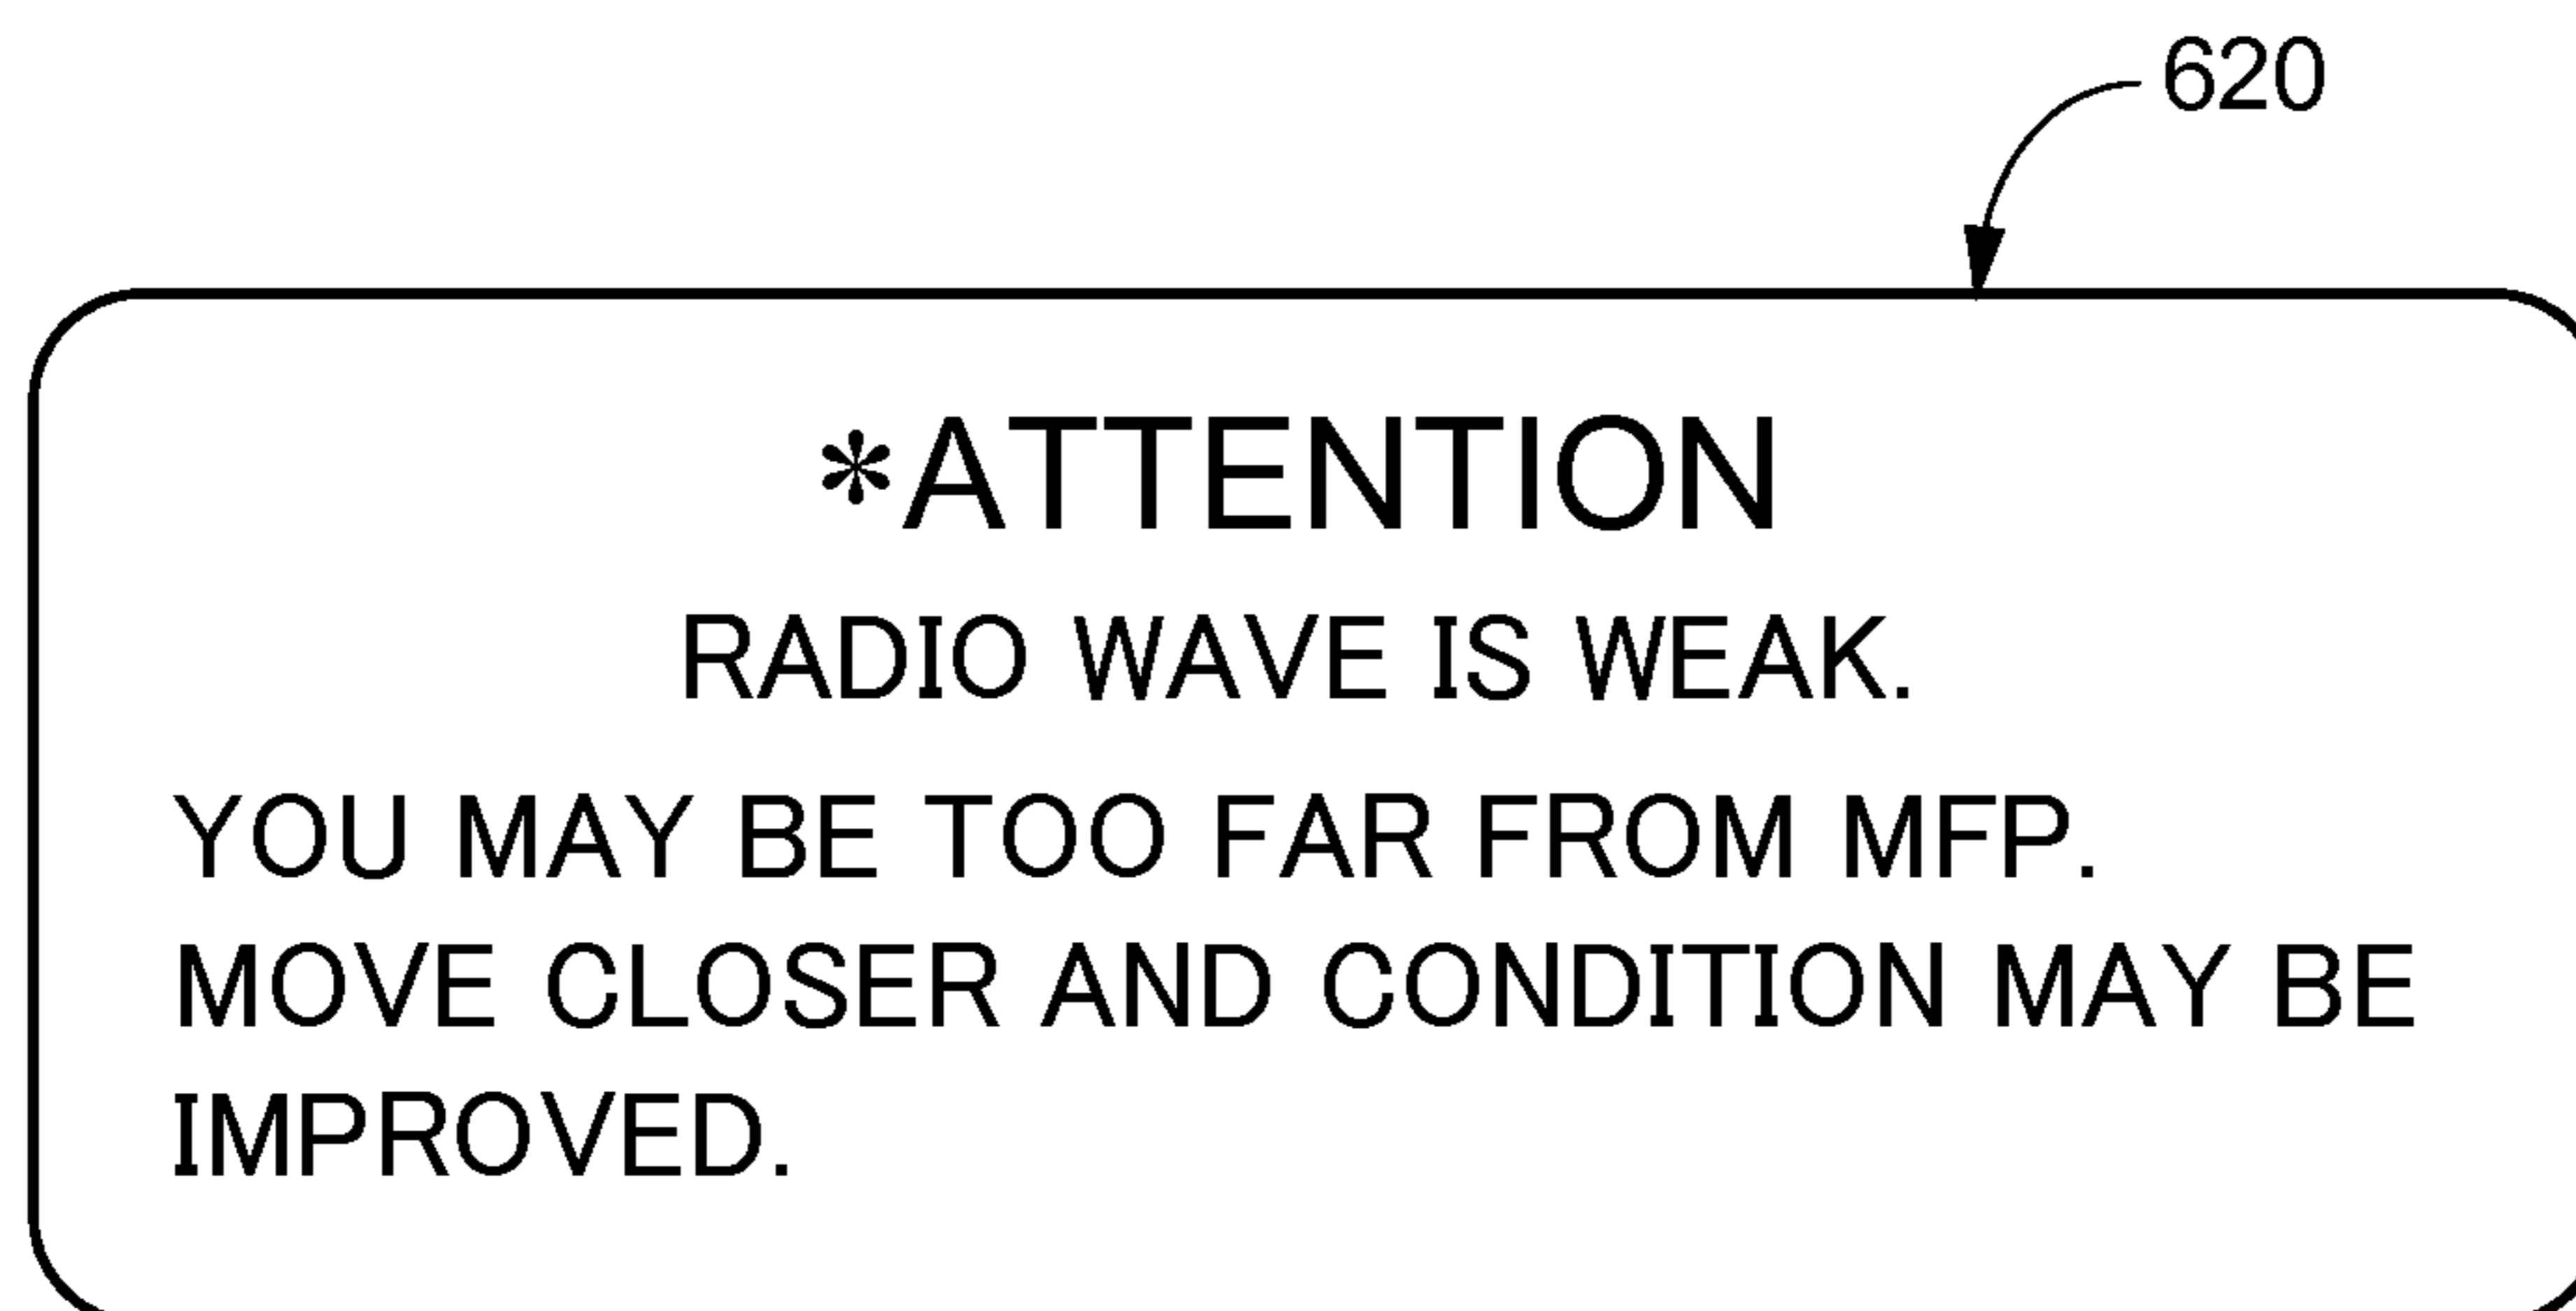 620
*ATTENTION
RADIO WAVE IS WEAK.
YOU MAY BE TOO FAR FROM MFP.
MOVE CLOSER AND CONDITION MAY BE
IMPROVED.